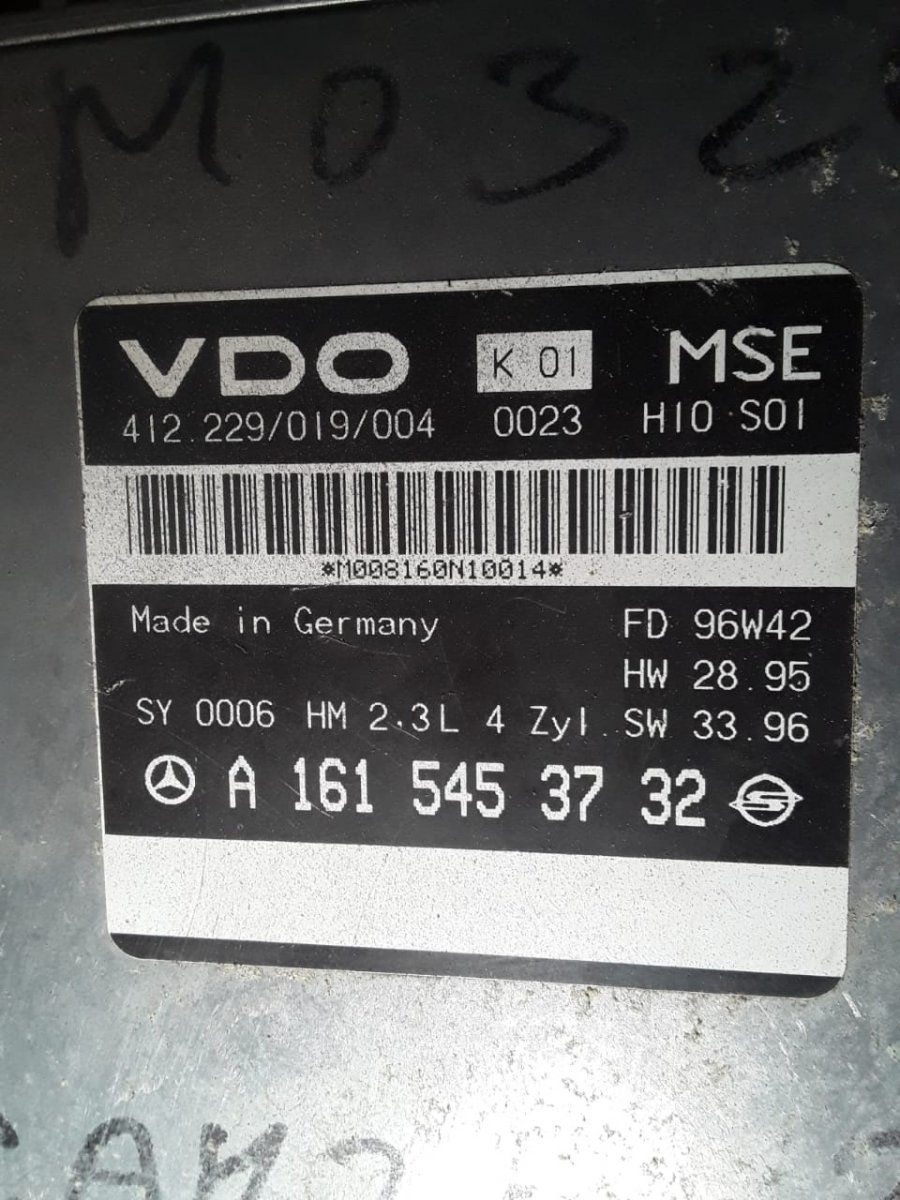 M032
VDO K 01 MSE
412.229/019/004 0023 H10 S01
*M008160N10014*
Made in Germany FD 96W42
HW 28.95
SY 0006 HM 2.3L 4 Zyl. SW 33.96
A 161 545 37 32